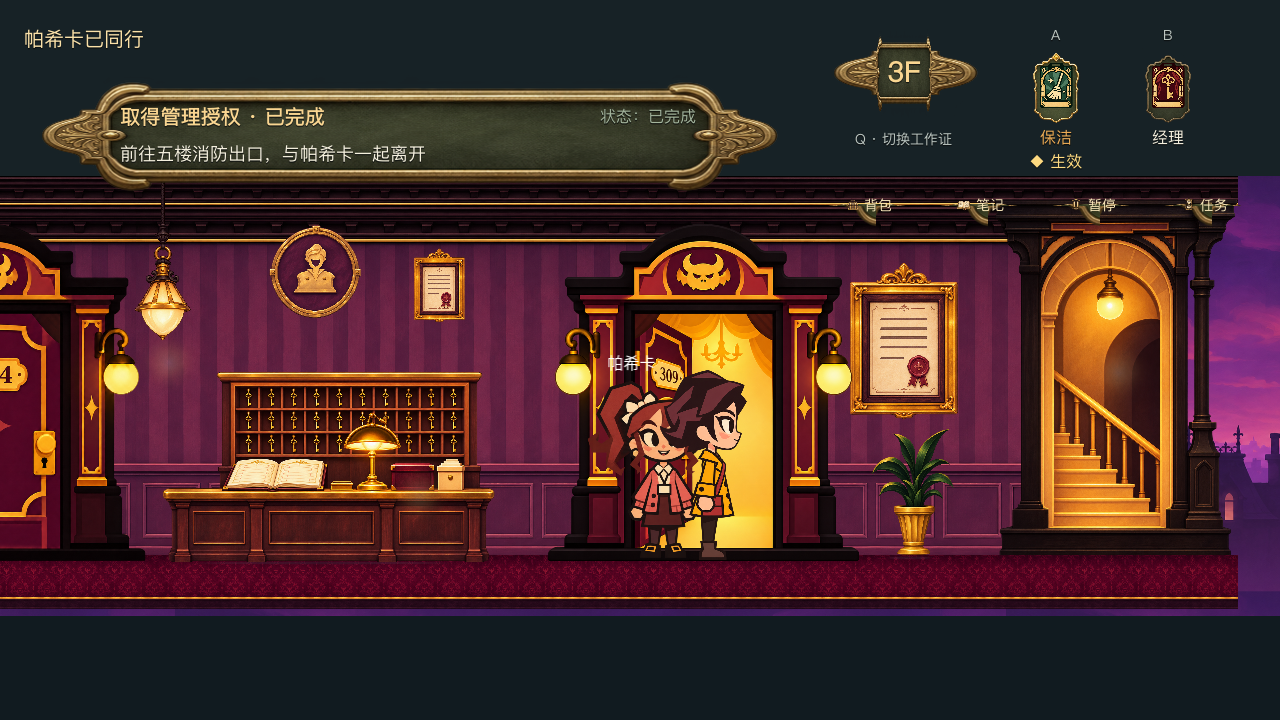 帕希卡已同行
取得管理授权 · 已完成
状态：已完成
前往五楼消防出口，与帕希卡一起离开
3F
Q · 切换工作证
A
保洁
◆ 生效
B
经理
背包
笔记
暂停
任务
4
帕希卡
309